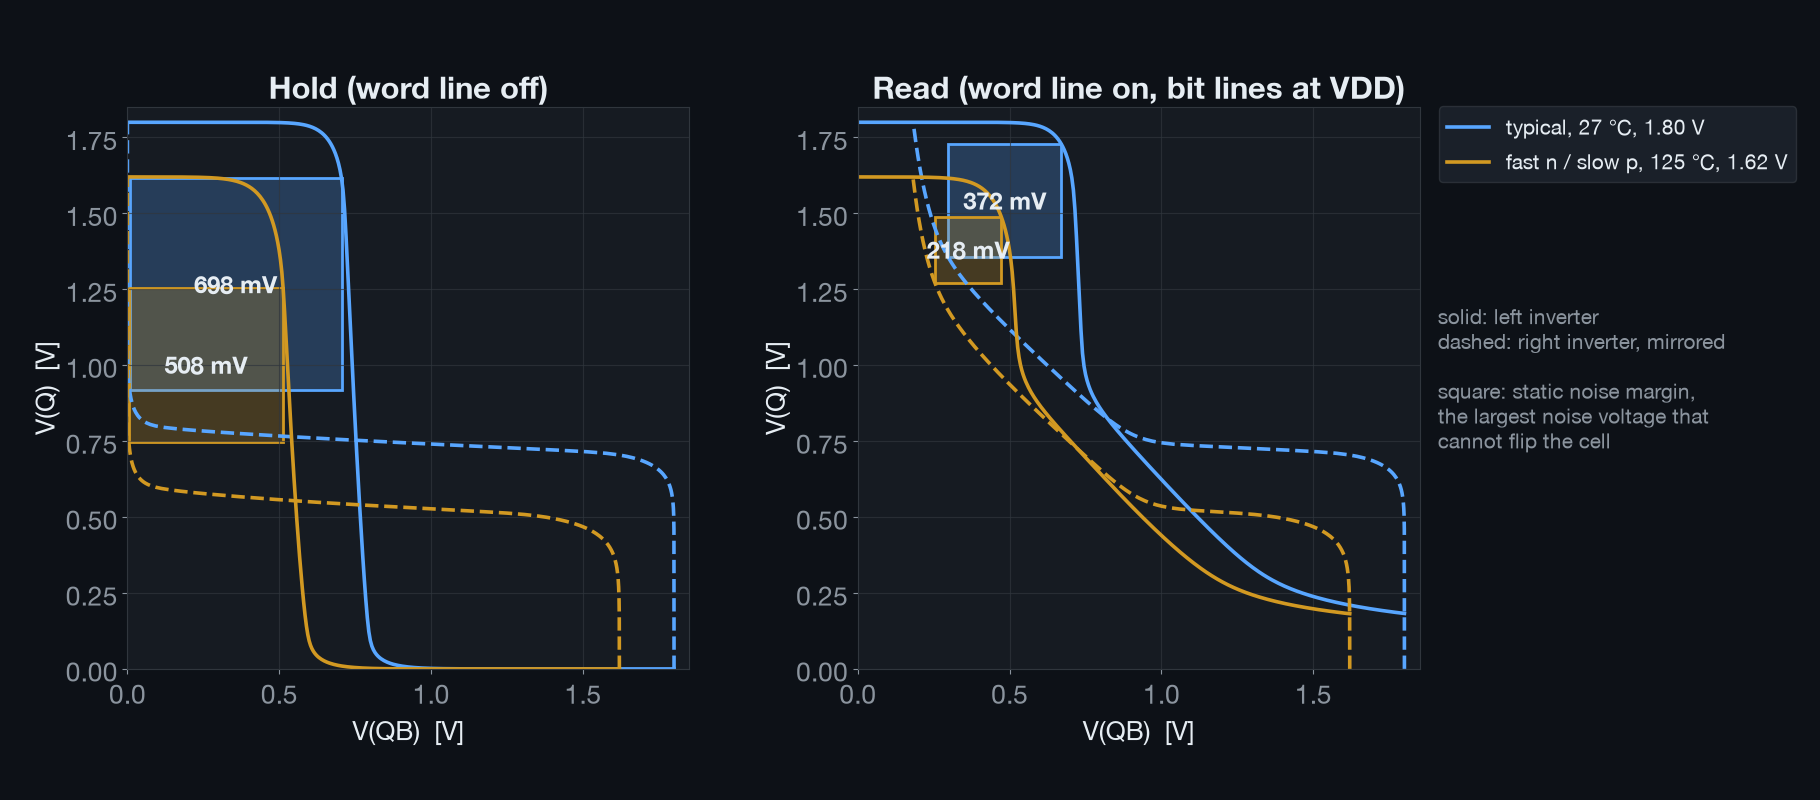 Hold (word line off)
1.75
1.50
1.25
1.00
0.75
0.50
0.25
0.00
V(Q) [V]
698 mV
508 mV
0.0 0.5 1.0 1.5
V(QB) [V]
Read (word line on, bit lines at VDD)
1.75
1.50
1.25
1.00
0.75
0.50
0.25
0.00
V(Q) [V]
372 mV
218 mV
0.0 0.5 1.0 1.5
V(QB) [V]
typical, 27 °C, 1.80 V
fast n / slow p, 125 °C, 1.62 V
solid: left inverter
dashed: right inverter, mirrored
square: static noise margin,
the largest noise voltage that
cannot flip the cell